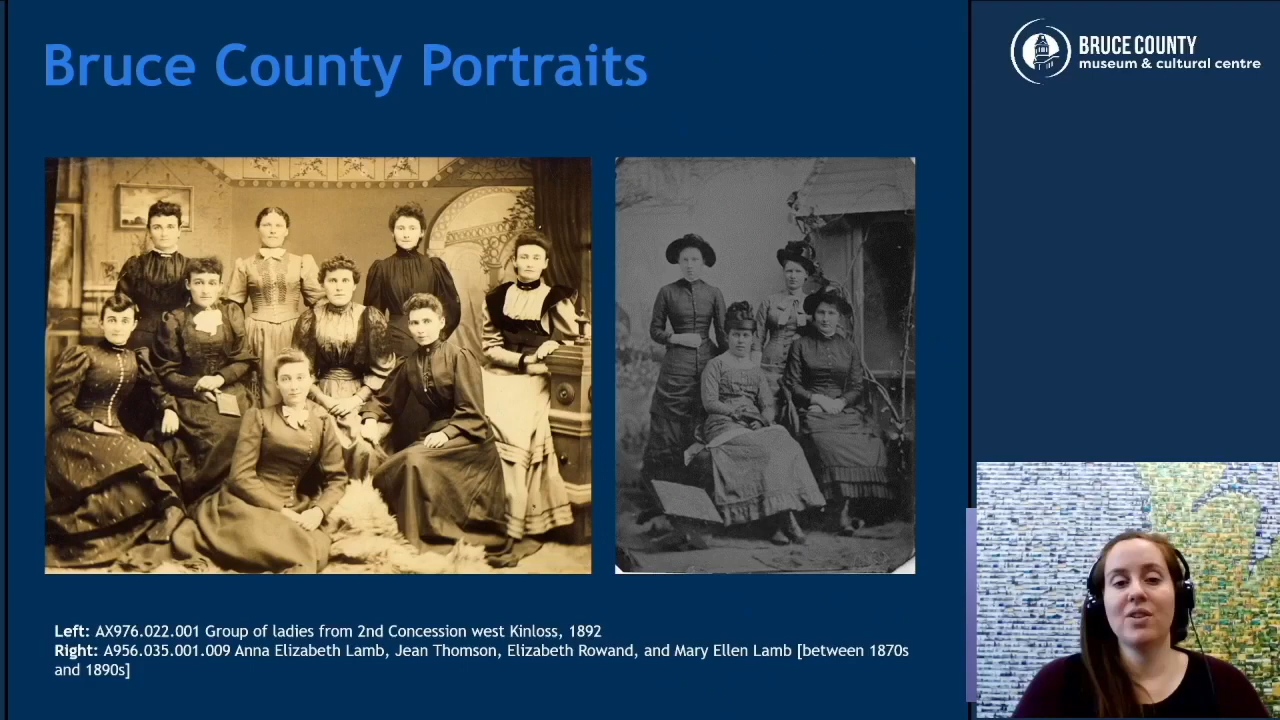 Bruce County Portraits
BRUCE COUNTY
museum & cultural centre
Left: AX976.022.001 Group of ladies from 2nd Concession west Kinloss, 1892
Right: A956.035.001.009 Anna Elizabeth Lamb, Jean Thomson, Elizabeth Rowand, and Mary Ellen Lamb [between 1870s
and 1890s]